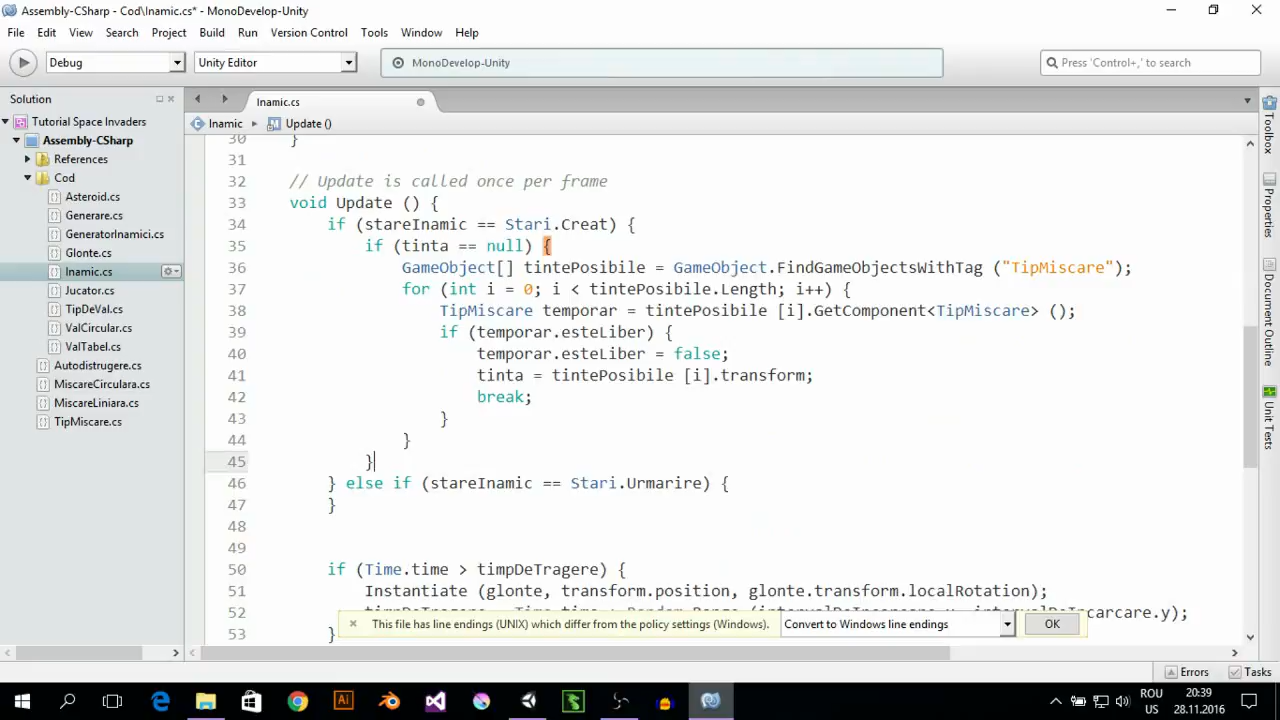 Assembly-CSharp - Cod\Inamic.cs* - MonoDevelop-Unity
File Edit View Search Project Build Run Version Control Tools Window Help
Debug Unity Editor MonoDevelop-Unity Press 'Control+,' to search
Solution Inamic.cs
Inamic Update ()
Tutorial Space Invaders
Assembly-CSharp
References
Cod
Asteroid.cs
Generare.cs
GeneratorInamici.cs
Glonte.cs
Inamic.cs
Jucator.cs
TipDeVal.cs
ValCircular.cs
ValTabel.cs
Autodistrugere.cs
MiscareCirculara.cs
MiscareLiniara.cs
TipMiscare.cs
30 }
31
32 // Update is called once per frame
33 void Update () {
34 if (stareInamic == Stari.Creat) {
35 if (tinta == null) {
36 GameObject[] tintePosibile = GameObject.FindGameObjectsWithTag ("TipMiscare");
37 for (int i = 0; i < tintePosibile.Length; i++) {
38 TipMiscare temporar = tintePosibile [i].GetComponent<TipMiscare> ();
39 if (temporar.esteLiber) {
40 temporar.esteLiber = false;
41 tinta = tintePosibile [i].transform;
42 break;
43 }
44 }
45 }
46 } else if (stareInamic == Stari.Urmarire) {
47 }
48
49
50 if (Time.time > timpDeTragere) {
51 Instantiate (glonte, transform.position, glonte.transform.localRotation);
52 timpDeTragere = Time.time + Random.Range (intervalDeIncarcare.x, intervalDeIncarcare.y);
53 }
This file has line endings (UNIX) which differ from the policy settings (Windows). Convert to Windows line endings OK
Toolbox
Properties
Document Outline
Unit Tests
Errors Tasks
ROU
US
20:39
28.11.2016